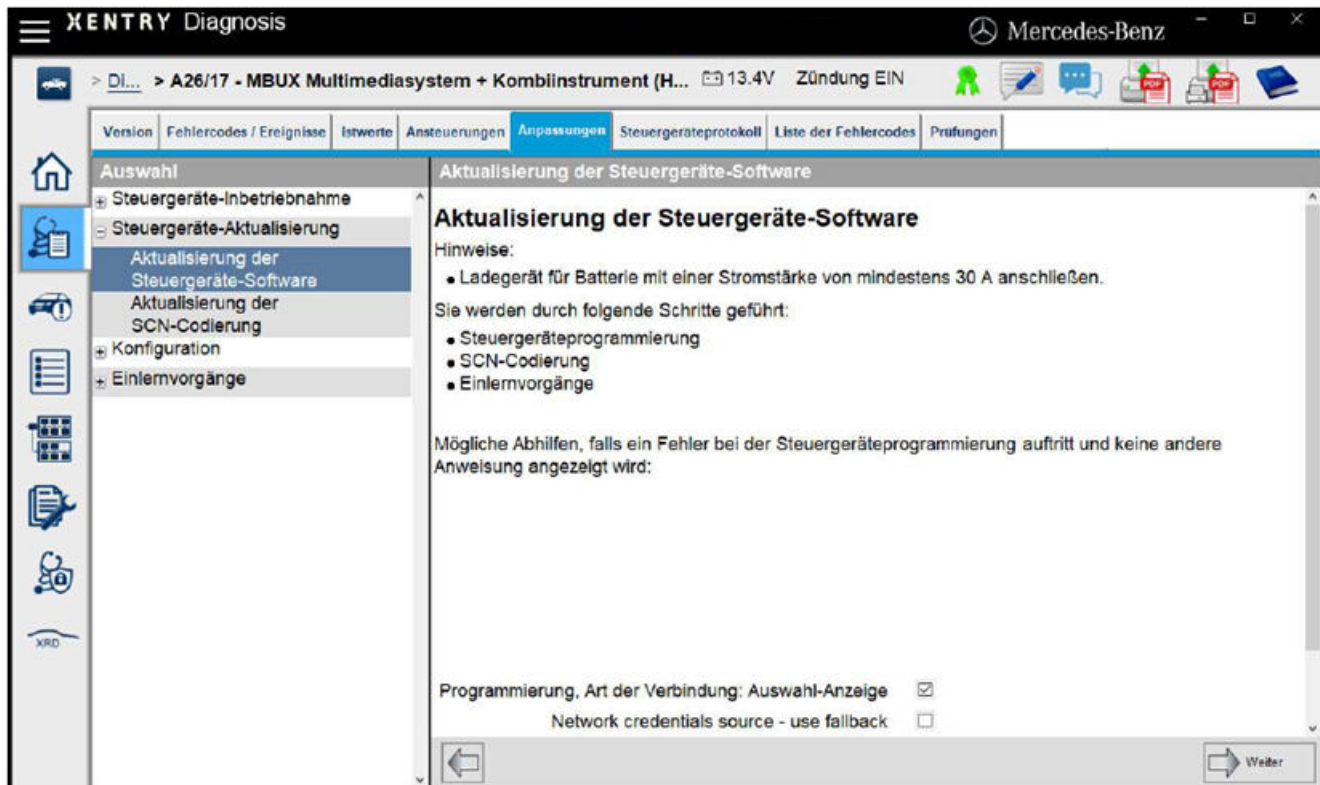 XENTRY Diagnosis
Mercedes-Benz
> Di... > A26/17 - MBUX Multimediasystem + Kombiinstrument (H... 13.4V Zündung EIN
PDF PDF
Version Fehlercodes / Ereignisse Istwerte Ansteuerungen Anpassungen Steuergeräteprotokoll Liste der Fehlercodes Prüfungen
Auswahl
Aktualisierung der Steuergeräte-Software
Steuergeräte-Inbetriebnahme
Steuergeräte-Aktualisierung
Aktualisierung der
Steuergeräte-Software
Aktualisierung der
SCN-Codierung
Konfiguration
Einlernvorgänge
Aktualisierung der Steuergeräte-Software
Hinweise:
• Ladegerät für Batterie mit einer Stromstärke von mindestens 30 A anschließen.
Sie werden durch folgende Schritte geführt:
• Steuergeräteprogrammierung
• SCN-Codierung
• Einlernvorgänge
Mögliche Abhilfen, falls ein Fehler bei der Steuergeräteprogrammierung auftritt und keine andere
Anweisung angezeigt wird:
Programmierung, Art der Verbindung: Auswahl-Anzeige
Network credentials source - use fallback
Weiter
XRD